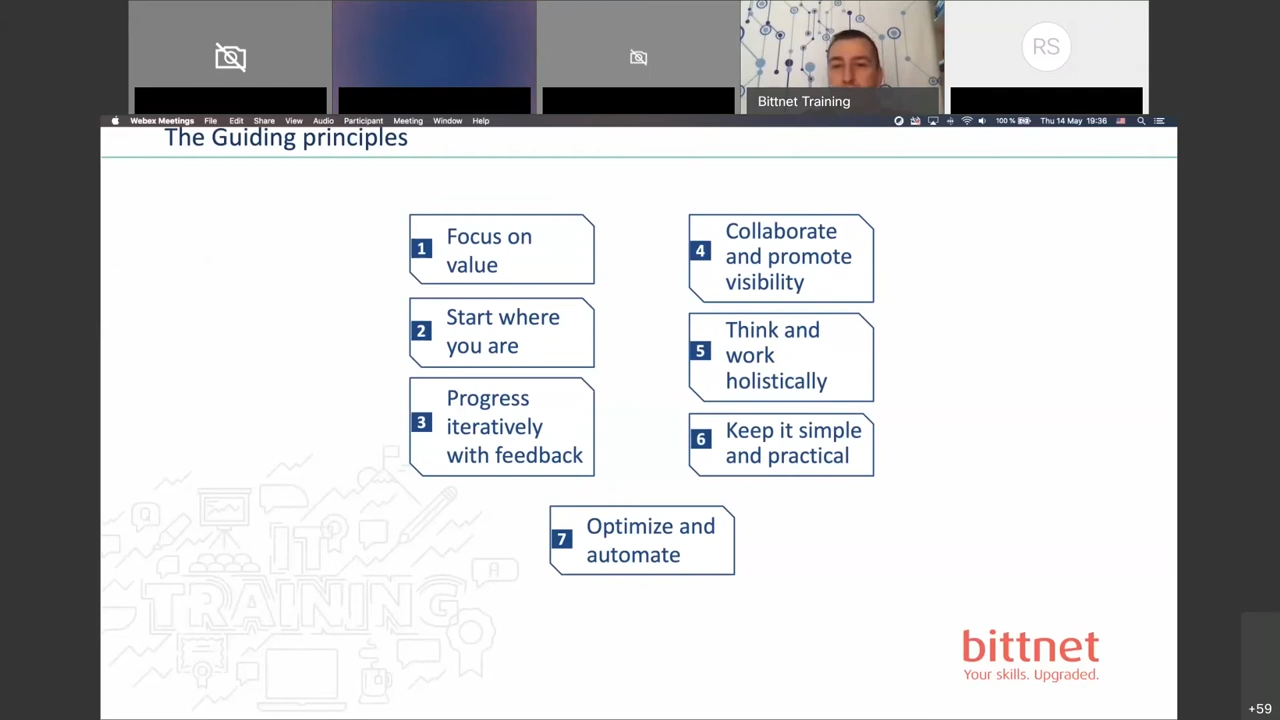 RS
Bittnet Training
Webex Meetings File Edit Share View Audio Participant Meeting Window Help
100 % Thu 14 May 19:36
The Guiding principles
1
Focus on
value
2
Start where
you are
3
Progress
iteratively
with feedback
4
Collaborate
and promote
visibility
5
Think and
work
holistically
6
Keep it simple
and practical
7
Optimize and
automate
IT
TRAINING
bittnet
Your skills. Upgraded.
+59